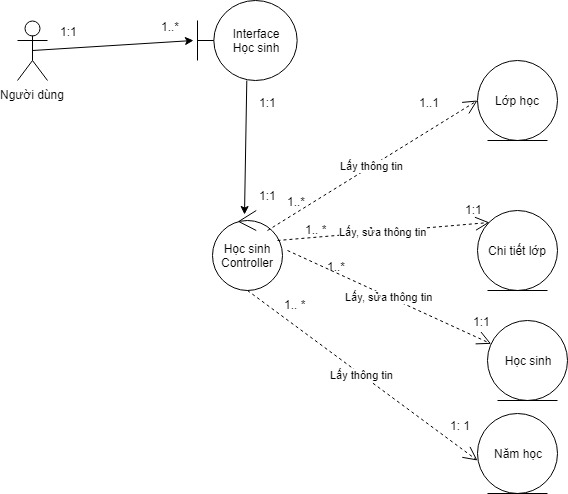 1:1
1..*
Interface
Học sinh
Người dùng
1:1
1..1
Lớp học
Lấy thông tin
1:1
1..*
1:1
1.. *
Lấy, sửa thông tin
Học sinh
Controller
Chi tiết lớp
1..*
Lấy, sửa thông tin
1.. *
1:1
Học sinh
Lấy thông tin
1: 1
Năm học